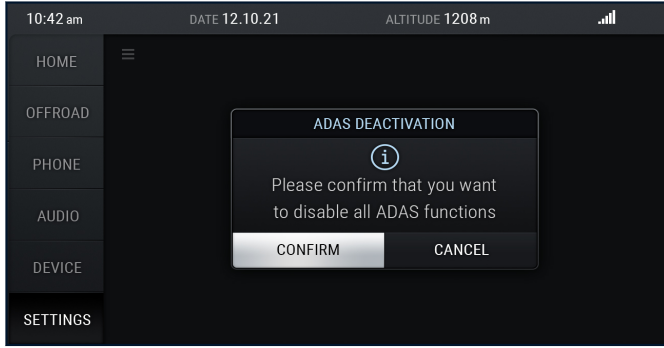 10:42 am DATE 12.10.21 ALTITUDE 1208 m
HOME
OFFROAD
PHONE
AUDIO
DEVICE
SETTINGS
ADAS DEACTIVATION
i
Please confirm that you want
to disable all ADAS functions
CONFIRM CANCEL